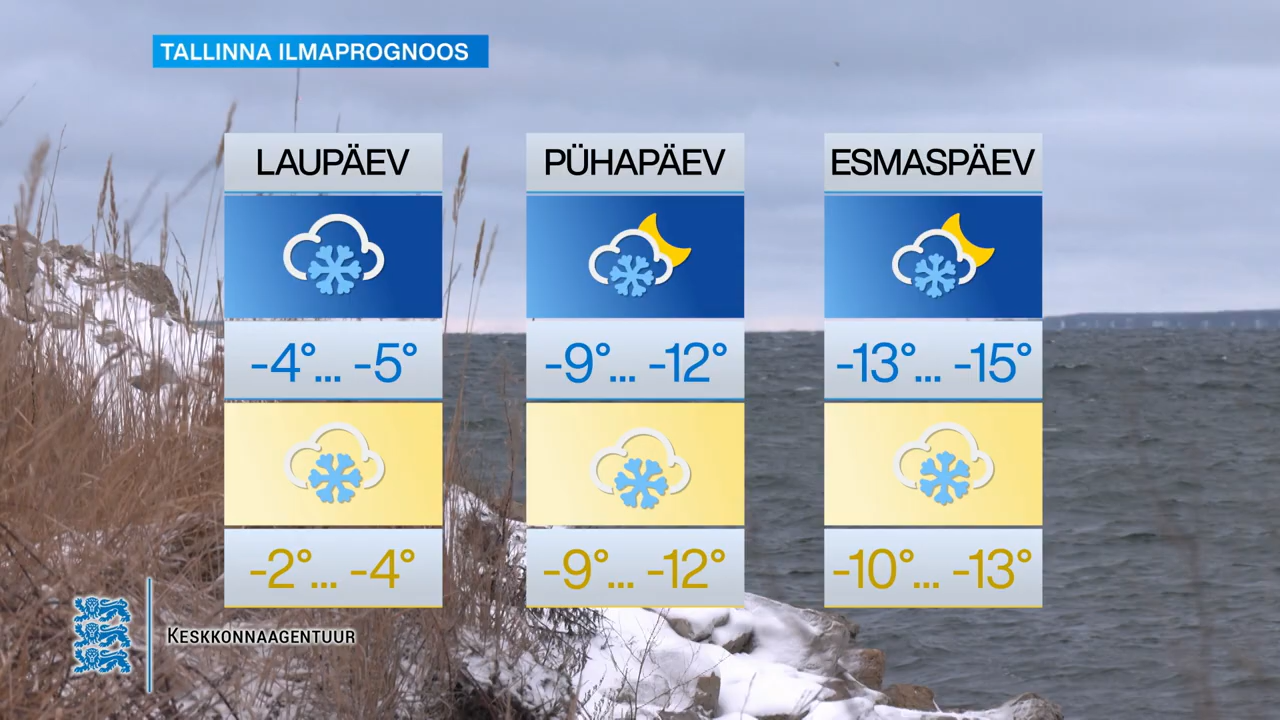 TALLINNA ILMAPROGNOOS
LAUPÄEV
PÜHAPÄEV
ESMASPÄEV
-4°... -5°
-9°... -12°
-13°... -15°
-2°... -4°
-9°... -12°
-10°... -13°
KESKKONNAAGENTUUR